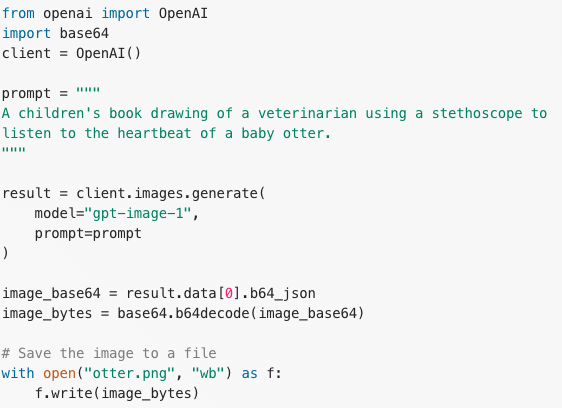 from openai import OpenAI
import base64
client = OpenAI()

prompt = """
A children's book drawing of a veterinarian using a stethoscope to
listen to the heartbeat of a baby otter.
"""

result = client.images.generate(
    model="gpt-image-1",
    prompt=prompt
)

image_base64 = result.data[0].b64_json
image_bytes = base64.b64decode(image_base64)

# Save the image to a file
with open("otter.png", "wb") as f:
    f.write(image_bytes)